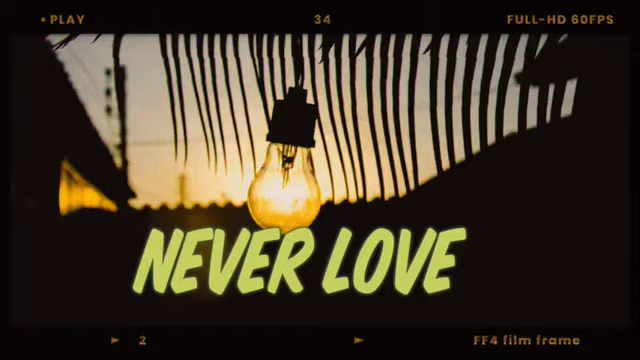 PLAY
34
FULL-HD 60FPS
NEVER LOVE
2
FF4 film frame